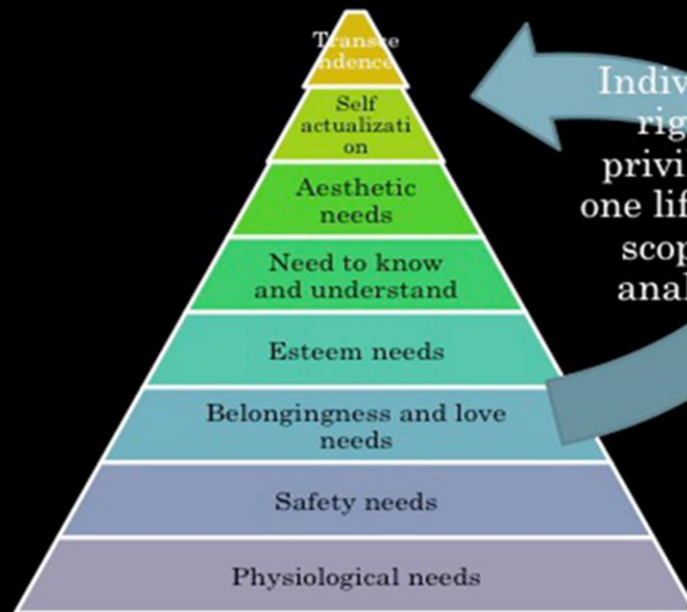 Transce
ndence
Self
actualizati
on
Aesthetic
needs
Need to know
and understand
Esteem needs
Belongingness and love
needs
Safety needs
Physiological needs
Indiv
rig
privi
one lif
scop
anal